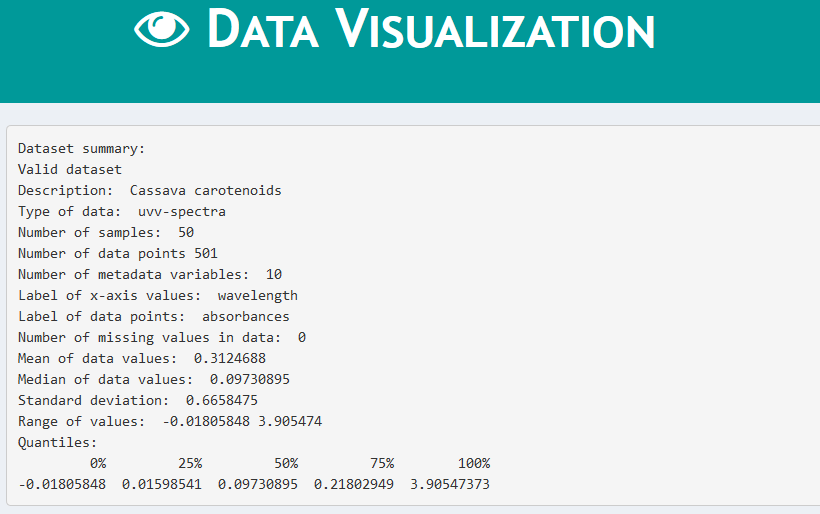 Data Visualization
Dataset summary:
Valid dataset
Description:  Cassava carotenoids
Type of data:  uvv-spectra
Number of samples:  50
Number of data points 501
Number of metadata variables:  10
Label of x-axis values:  wavelength
Label of data points:  absorbances
Number of missing values in data:  0
Mean of data values:  0.3124688
Median of data values:  0.09730895
Standard deviation:  0.6658475
Range of values:  -0.01805848 3.905474
Quantiles:
         0%         25%         50%         75%        100%
-0.01805848  0.01598541  0.09730895  0.21802949  3.90547373